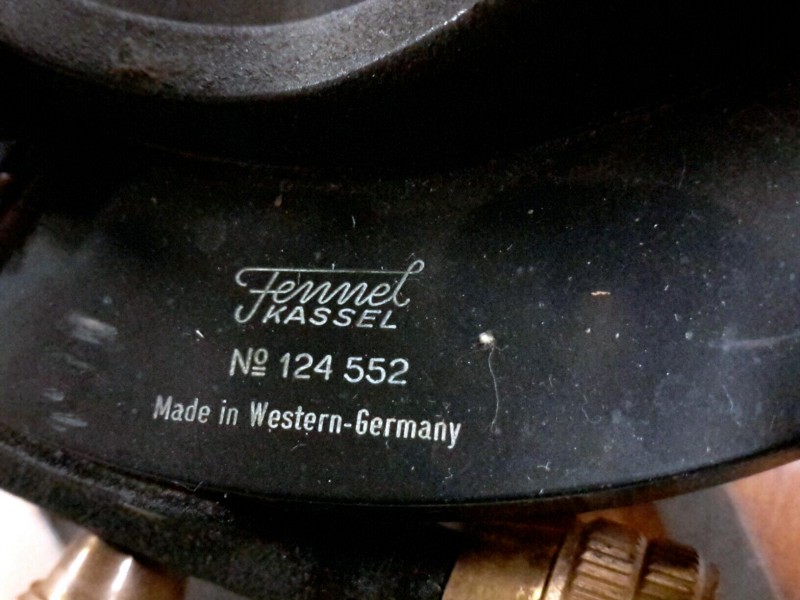 Fennel
KASSEL
Nº 124 552
Made in Western-Germany